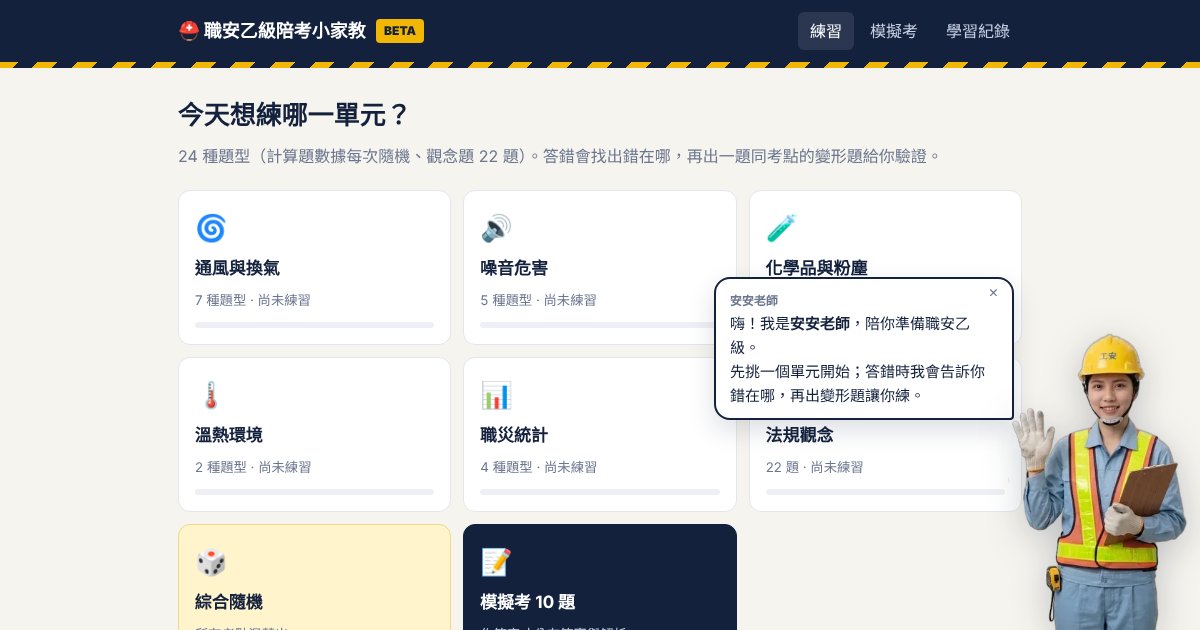 職安乙級陪考小家教 BETA
練習 模擬考 學習紀錄
今天想練哪一單元？
24 種題型（計算題數據每次隨機、觀念題 22 題）。答錯會找出錯在哪，再出一題同考點的變形題給你驗證。
通風與換氣
7 種題型 · 尚未練習
噪音危害
5 種題型 · 尚未練習
化學品與粉塵
安安老師
×
嗨！我是安安老師，陪你準備職安乙
級。
先挑一個單元開始；答錯時我會告訴你
錯在哪，再出變形題讓你練。
工安
溫熱環境
2 種題型 · 尚未練習
職災統計
4 種題型 · 尚未練習
法規觀念
22 題 · 尚未練習
綜合隨機
模擬考 10 題